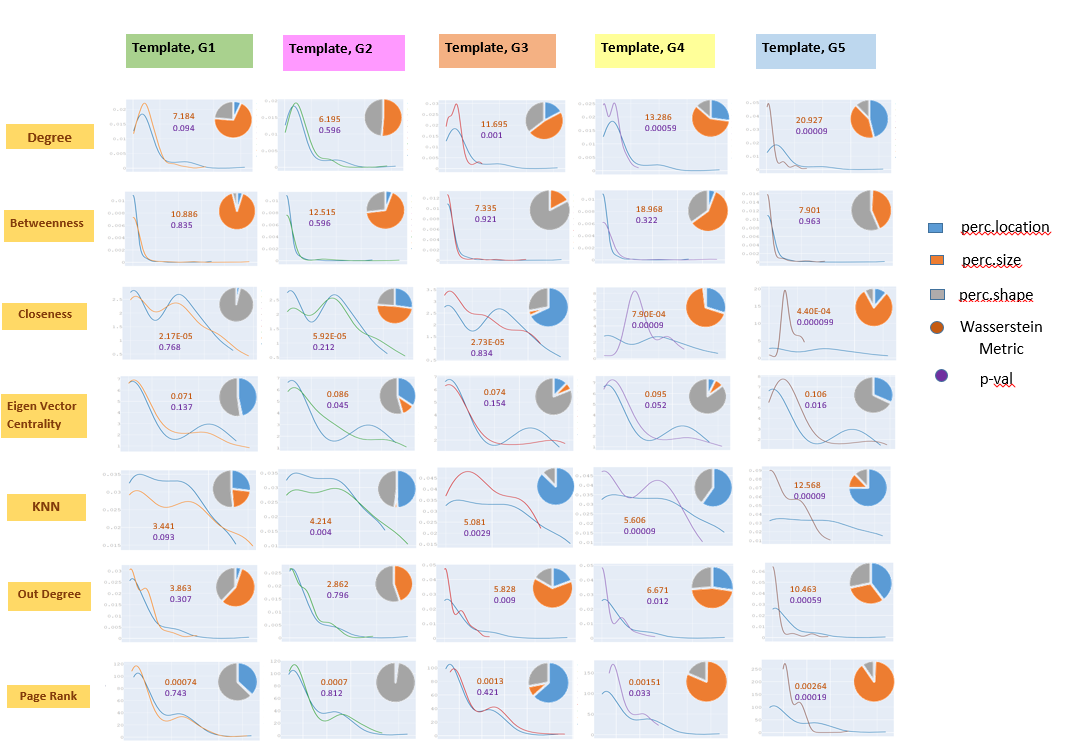 Template, G1
Template, G2
Template, G3
Template, G4
Template, G5
Degree
7.184
0.094
6.195
0.596
11.695
0.001
13.286
0.00059
20.927
0.00009
Betweenness
10.886
0.835
12.515
0.596
7.335
0.921
18.968
0.322
7.901
0.963
Closeness
2.17E-05
0.768
5.92E-05
0.212
2.73E-05
0.834
7.90E-04
0.00009
4.40E-04
0.000099
Eigen Vector
Centrality
0.071
0.137
0.086
0.045
0.074
0.154
0.095
0.052
0.106
0.016
KNN
3.441
0.093
4.214
0.004
5.081
0.0029
5.606
0.00009
12.568
0.00009
Out Degree
3.863
0.307
2.862
0.796
5.828
0.009
6.671
0.012
10.463
0.00059
Page Rank
0.00074
0.743
0.0007
0.812
0.0013
0.421
0.00151
0.033
0.00264
0.00019
perc.location
perc.size
perc.shape
Wasserstein
Metric
p-val